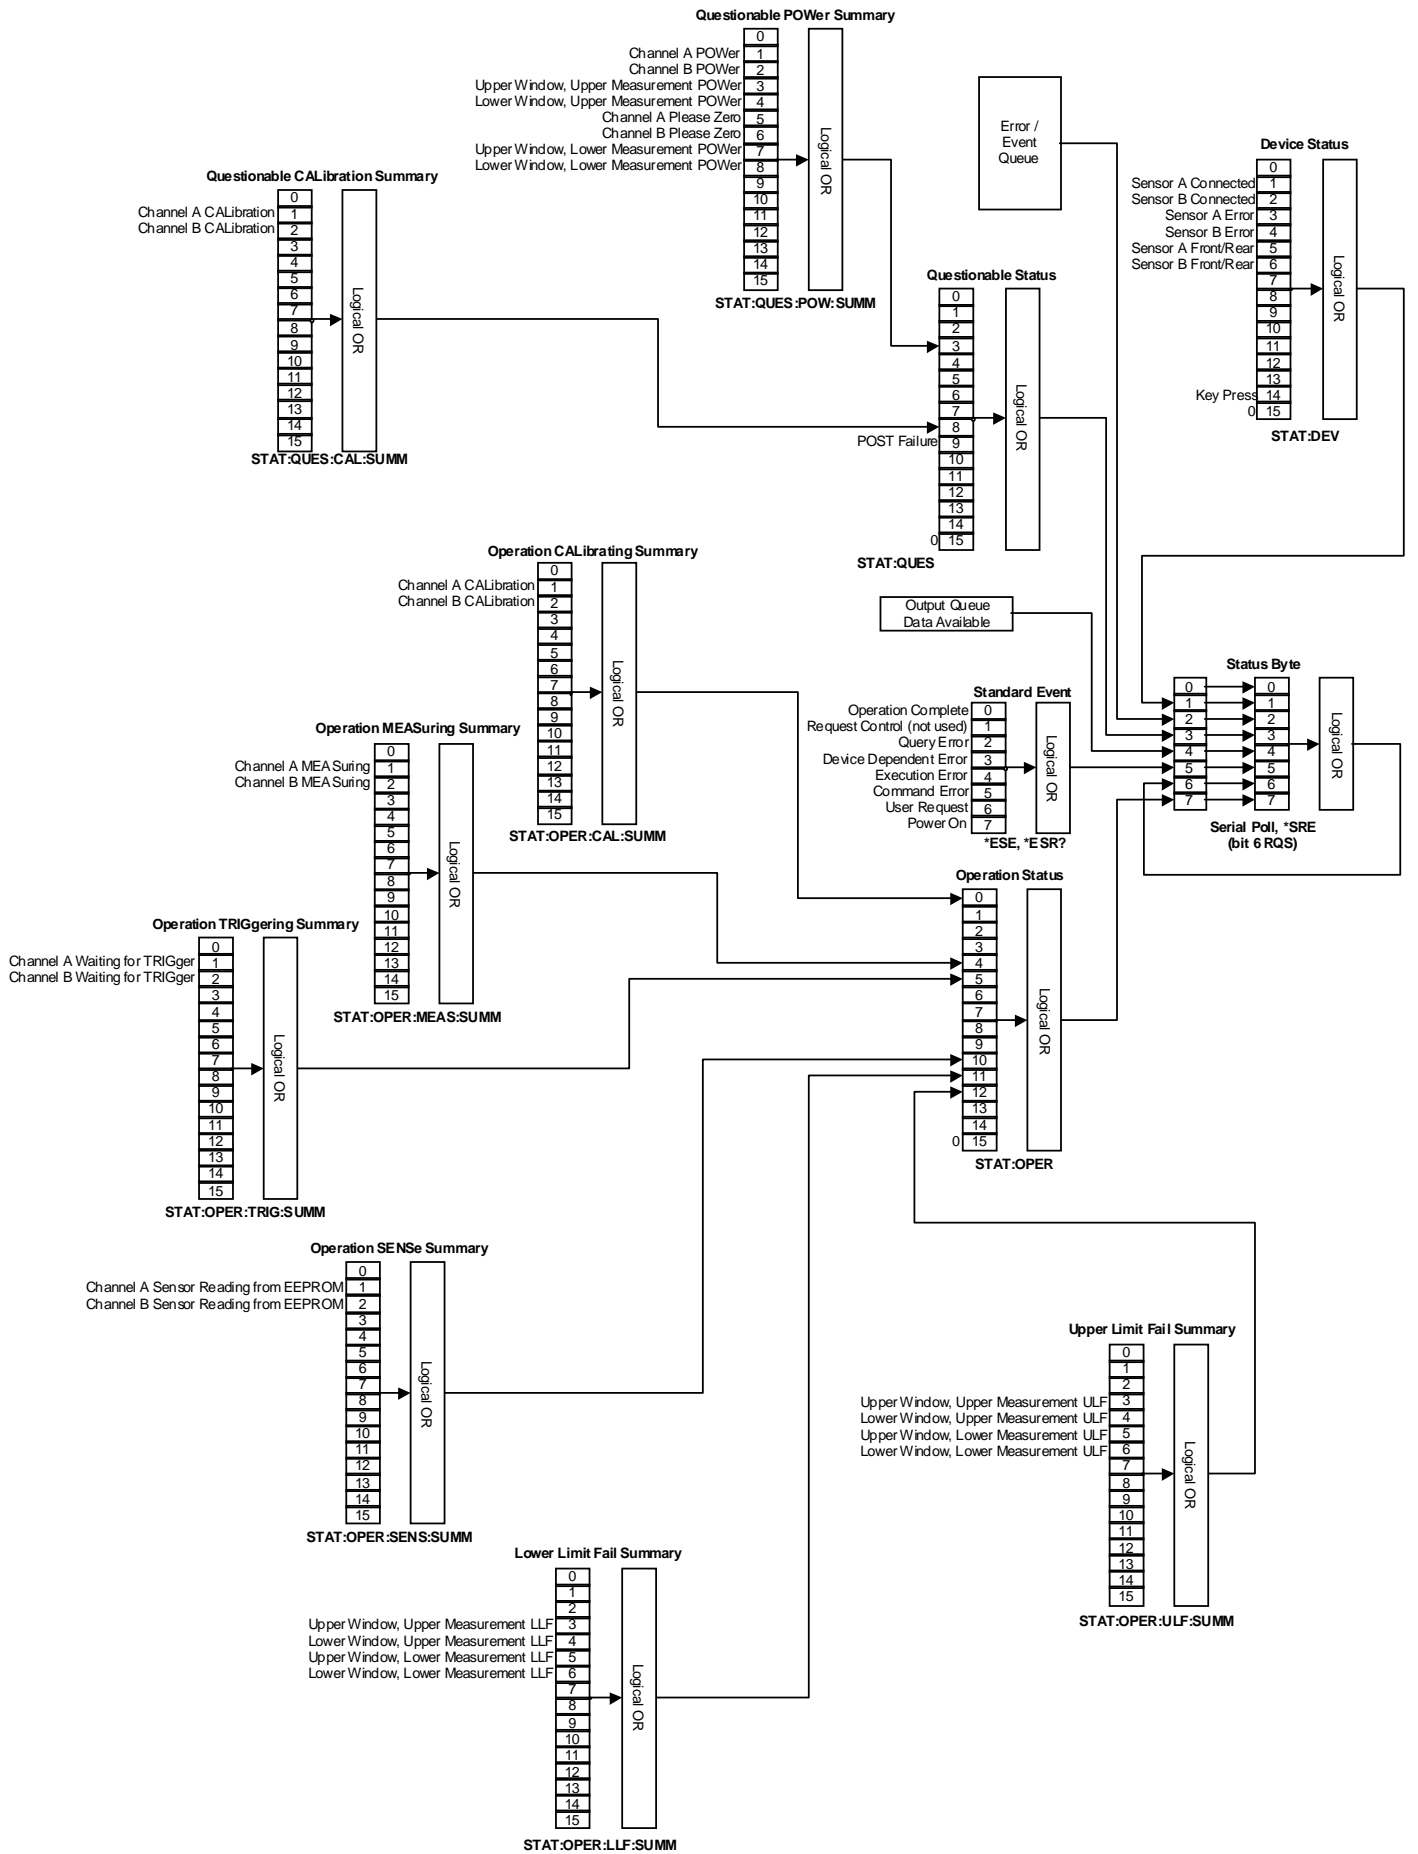 Questionable POWer Summary
0
Channel A POWer 1
Channel B POWer 2
Upper Window, Upper Measurement POWer 3
Lower Window, Upper Measurement POWer 4
Channel A Please Zero 5
Channel B Please Zero 6
Upper Window, Lower Measurement POWer 7
Lower Window, Lower Measurement POWer 8
9
10
11
12
13
14
15
Logical OR
STAT:QUES:POW:SUMM
Error /
Event
Queue
Device Status
0
Sensor A Connected 1
Sensor B Connected 2
Sensor A Error 3
Sensor B Error 4
Sensor A Front/Rear 5
Sensor B Front/Rear 6
7
8
9
10
11
12
13
Key Press 14
0 15
Logical OR
STAT:DEV
Questionable CALibration Summary
0
Channel A CALibration 1
Channel B CALibration 2
3
4
5
6
7
8
9
10
11
12
13
14
15
Logical OR
STAT:QUES:CAL:SUMM
Questionable Status
0
1
2
3
4
5
6
7
8
POST Failure 9
10
11
12
13
14
0 15
Logical OR
STAT:QUES
Operation CALibrating Summary
0
Channel A CALibration 1
Channel B CALibration 2
3
4
5
6
7
8
9
10
11
12
13
14
15
Logical OR
STAT:OPER:CAL:SUMM
Output Queue
Data Available
Standard Event
Operation Complete 0
Request Control (not used) 1
Query Error 2
Device Dependent Error 3
Execution Error 4
Command Error 5
User Request 6
Power On 7
Logical OR
*ESE, *ESR?
Status Byte
0 0
1 1
2 2
3 3
4 4
5 5
6 6
7 7
Logical OR
Serial Poll, *SRE
(bit 6 RQS)
Operation MEASuring Summary
0
Channel A MEASuring 1
Channel B MEASuring 2
3
4
5
6
7
8
9
10
11
12
13
14
15
Logical OR
STAT:OPER:MEAS:SUMM
Operation Status
0
1
2
3
4
5
6
7
8
9
10
11
12
13
14
0 15
Logical OR
STAT:OPER
Operation TRIGgering Summary
0
Channel A Waiting for TRIGger 1
Channel B Waiting for TRIGger 2
3
4
5
6
7
8
9
10
11
12
13
14
15
Logical OR
STAT:OPER:TRIG:SUMM
Operation SENSe Summary
0
Channel A Sensor Reading from EEPROM 1
Channel B Sensor Reading from EEPROM 2
3
4
5
6
7
8
9
10
11
12
13
14
15
Logical OR
STAT:OPER:SENS:SUMM
Upper Limit Fail Summary
0
1
2
Upper Window, Upper Measurement ULF 3
Lower Window, Upper Measurement ULF 4
Upper Window, Lower Measurement ULF 5
Lower Window, Lower Measurement ULF 6
7
8
9
10
11
12
13
14
15
Logical OR
STAT:OPER:ULF:SUMM
Lower Limit Fail Summary
0
1
2
Upper Window, Upper Measurement LLF 3
Lower Window, Upper Measurement LLF 4
Upper Window, Lower Measurement LLF 5
Lower Window, Lower Measurement LLF 6
7
8
9
10
11
12
13
14
15
Logical OR
STAT:OPER:LLF:SUMM